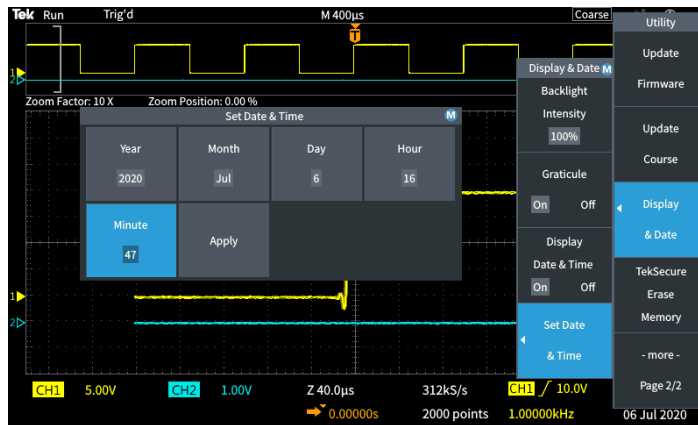 Tek Run Trig'd M 400µs Coarse
T
1
2
Zoom Factor: 10 X Zoom Position: 0.00 %
Set Date & Time M
Year
2020
Month
Jul
Day
6
Hour
16
Minute
47
Apply
Display & Date M
Backlight
Intensity
100%
Graticule
On Off
Display
Date & Time
On Off
Set Date
& Time
Utility
Update
Firmware
Update
Course
Display
& Date
TekSecure
Erase
Memory
- more -
Page 2/2
1
2
CH1 5.00V CH2 1.00V Z 40.0µs 312kS/s CH1 10.0V
0.00000s 2000 points 1.00000kHz 06 Jul 2020